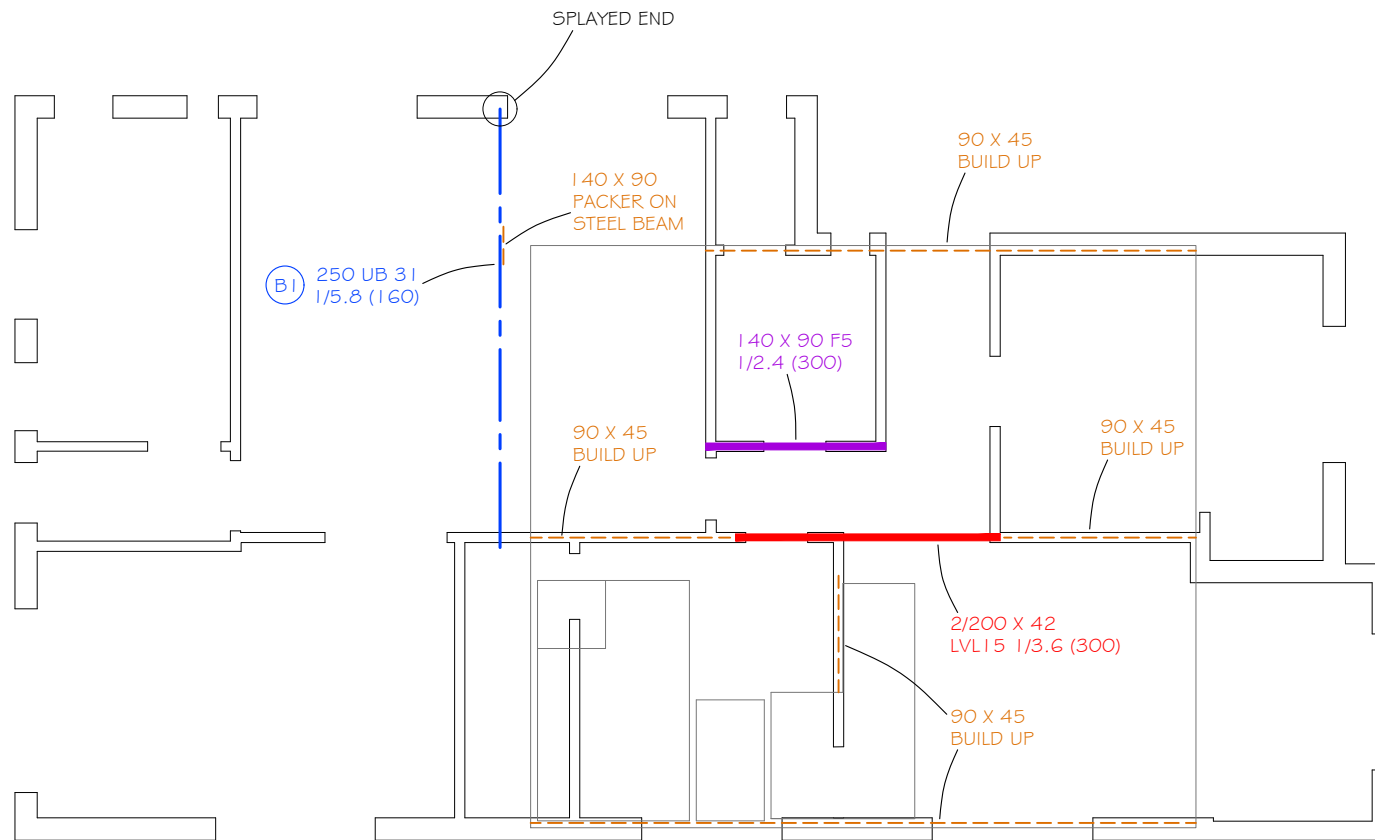 SPLAYED END
90 X 45
BUILD UP
140 X 90
PACKER ON
STEEL BEAM
B1
250 UB 31
1/5.8 (160)
140 X 90 F5
1/2.4 (300)
90 X 45
BUILD UP
90 X 45
BUILD UP
2/200 X 42
LVL15 1/3.6 (300)
90 X 45
BUILD UP